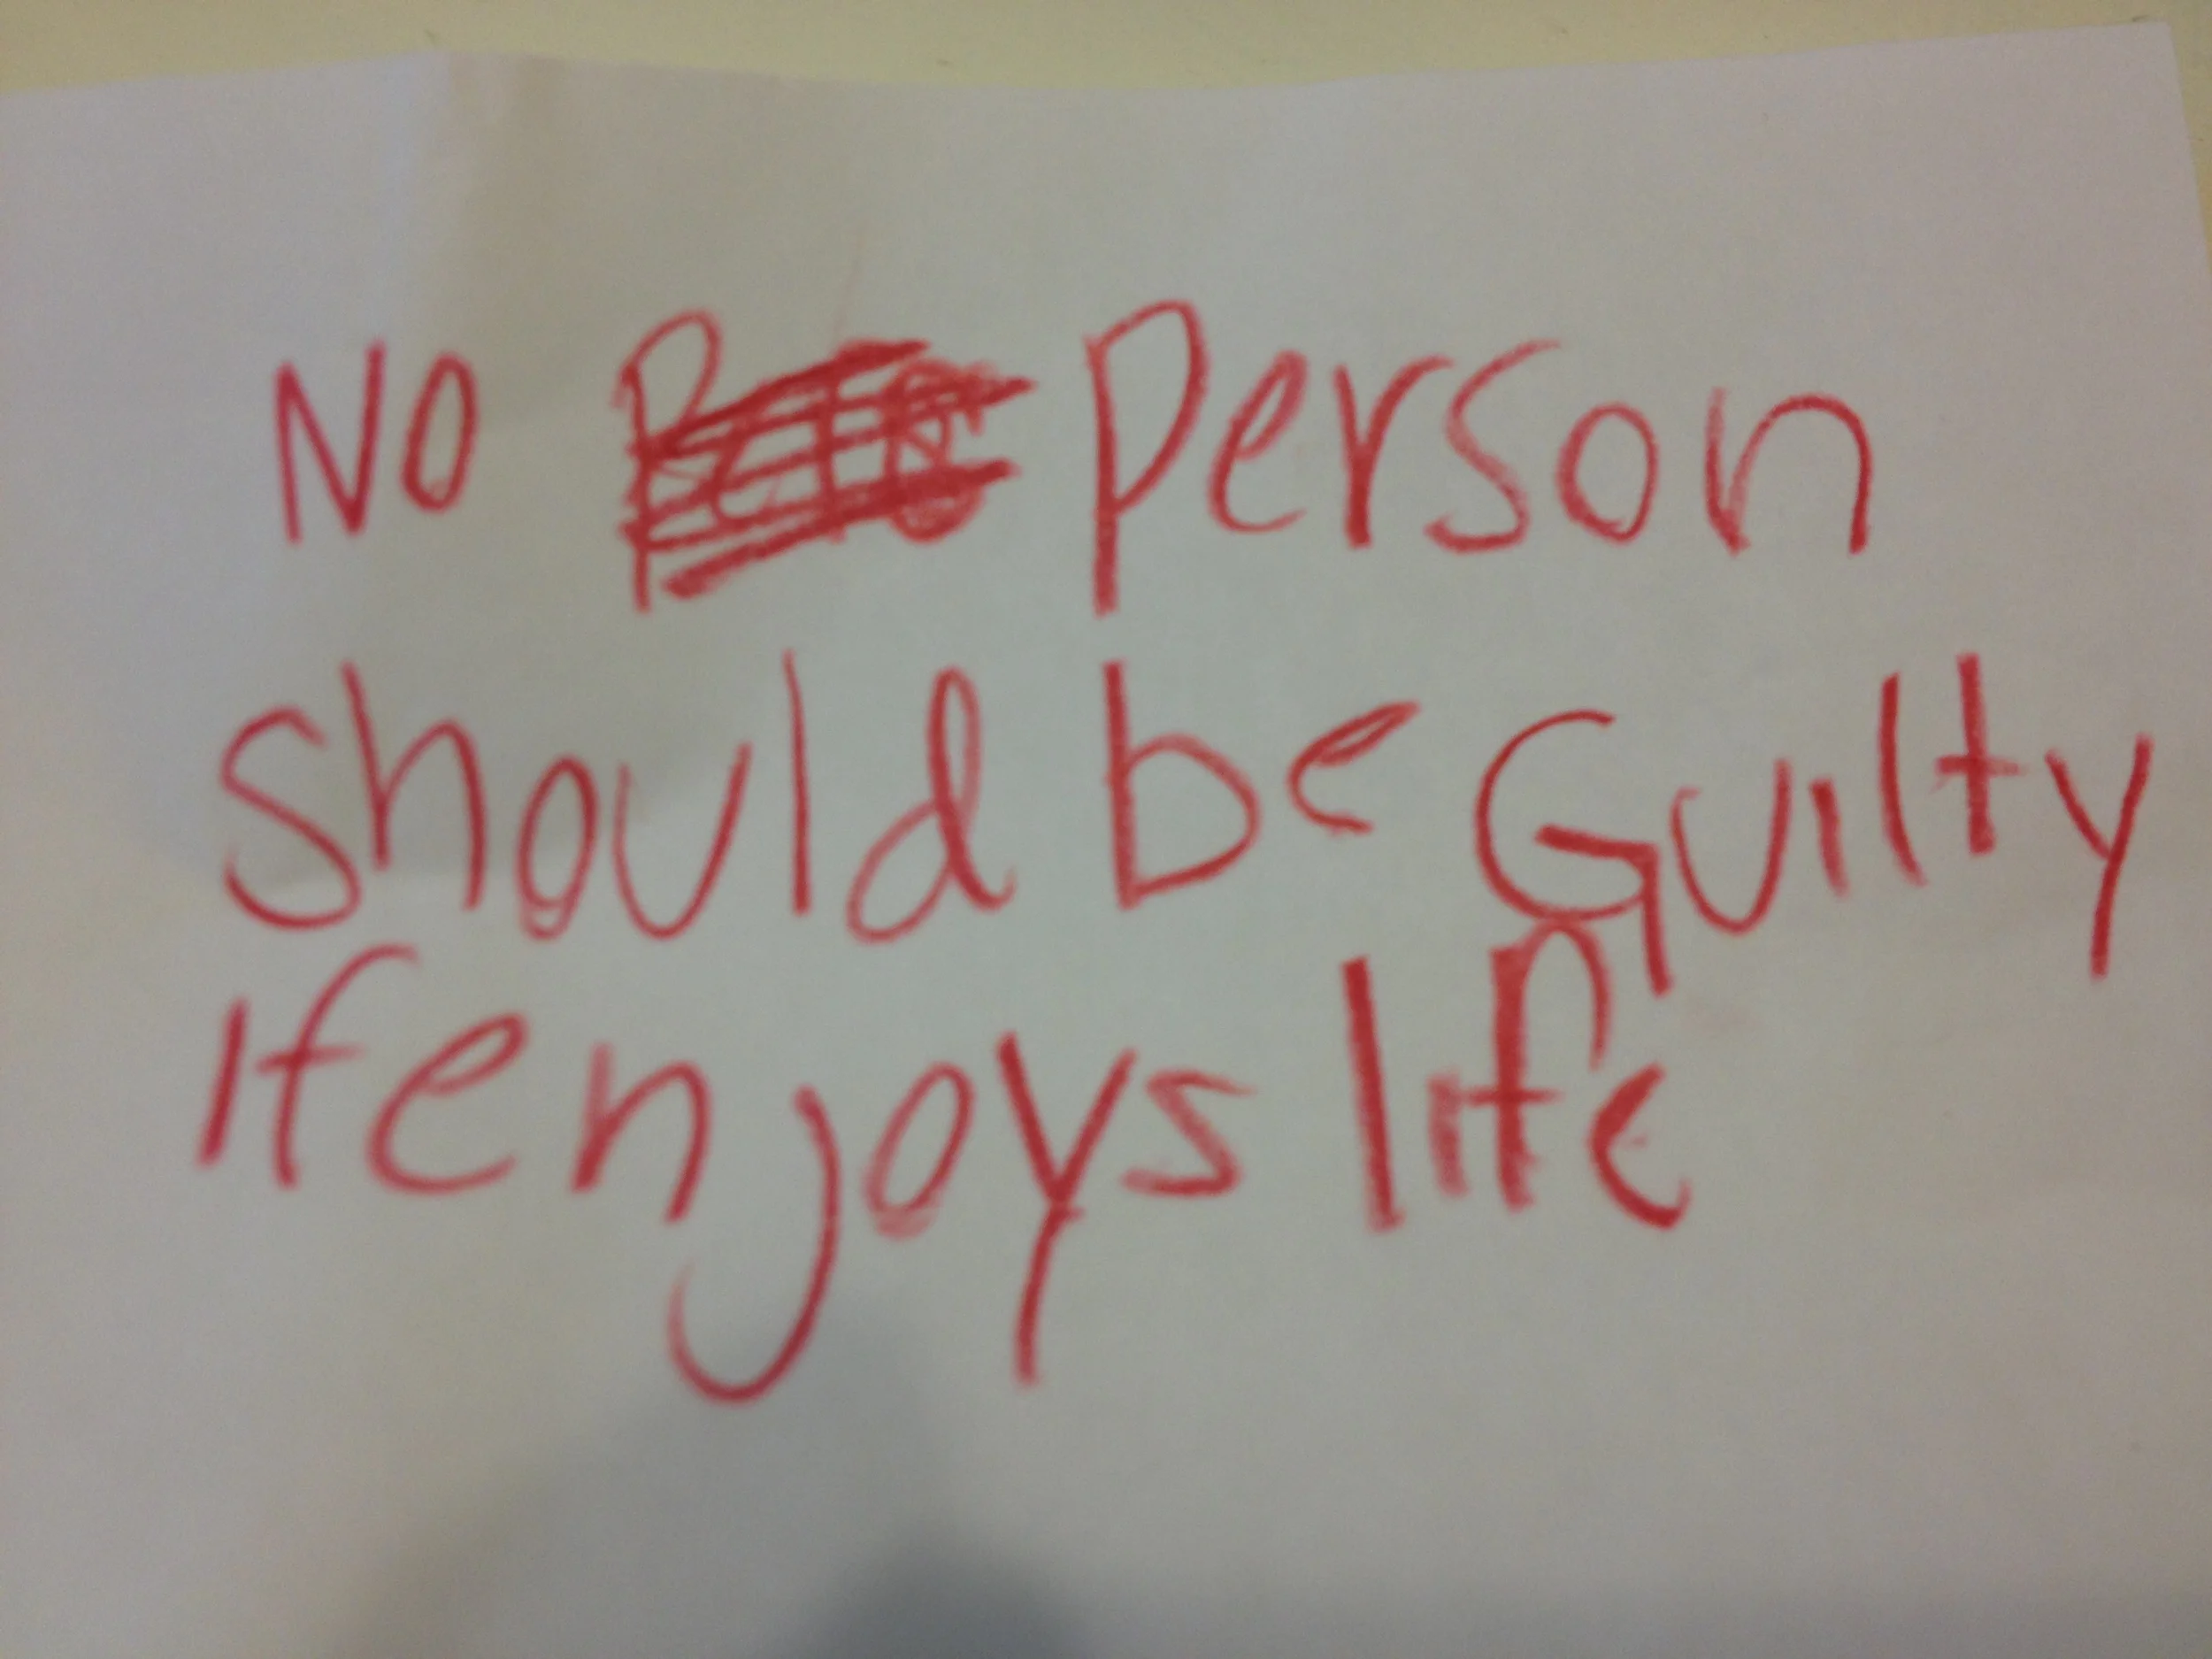 NO Person
should be Guilty
If enjoys life